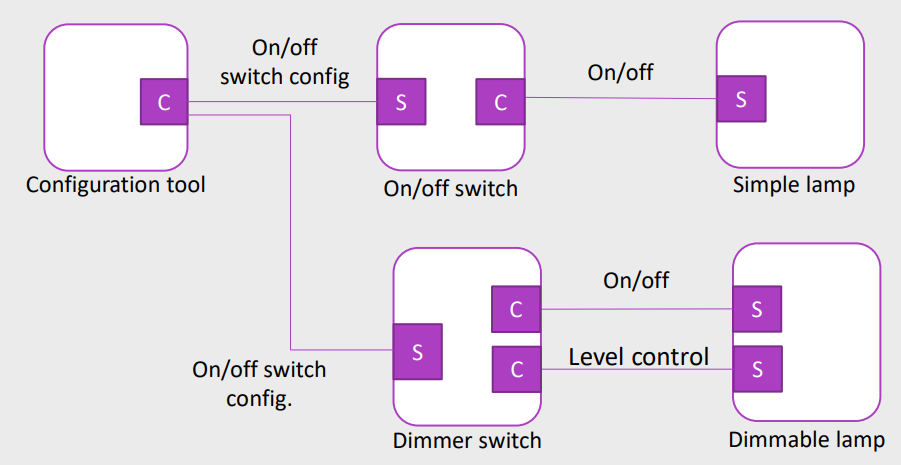 On/off
switch config
On/off
C
S
C
S
Configuration tool
On/off switch
Simple lamp
On/off
C
S
S
Level control
C
S
On/off switch
config.
Dimmer switch
Dimmable lamp